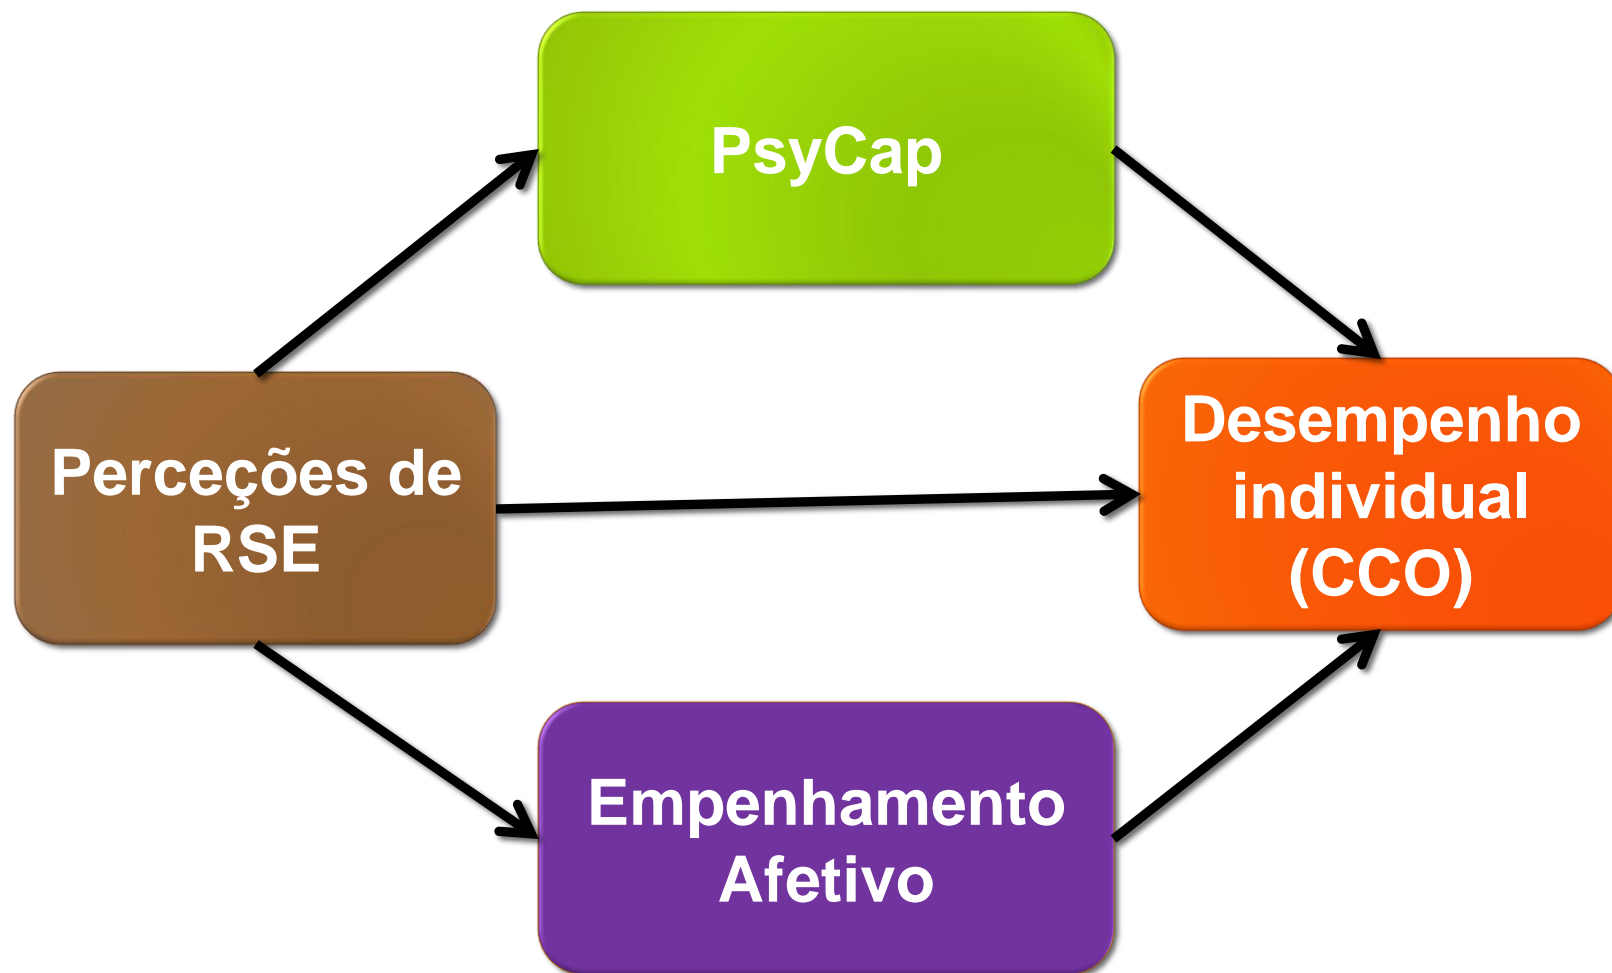 PsyCap
Perceções de
RSE
Desempenho
individual
(CCO)
Empenhamento
Afetivo